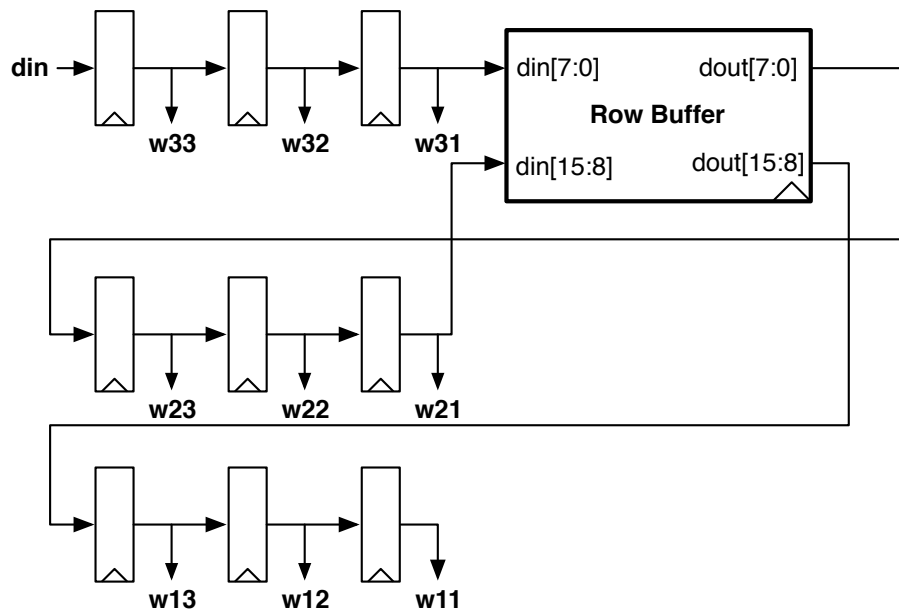 din
din[7:0] dout[7:0]
Row Buffer
w33 w32 w31
din[15:8] dout[15:8]
w23 w22 w21
w13 w12 w11